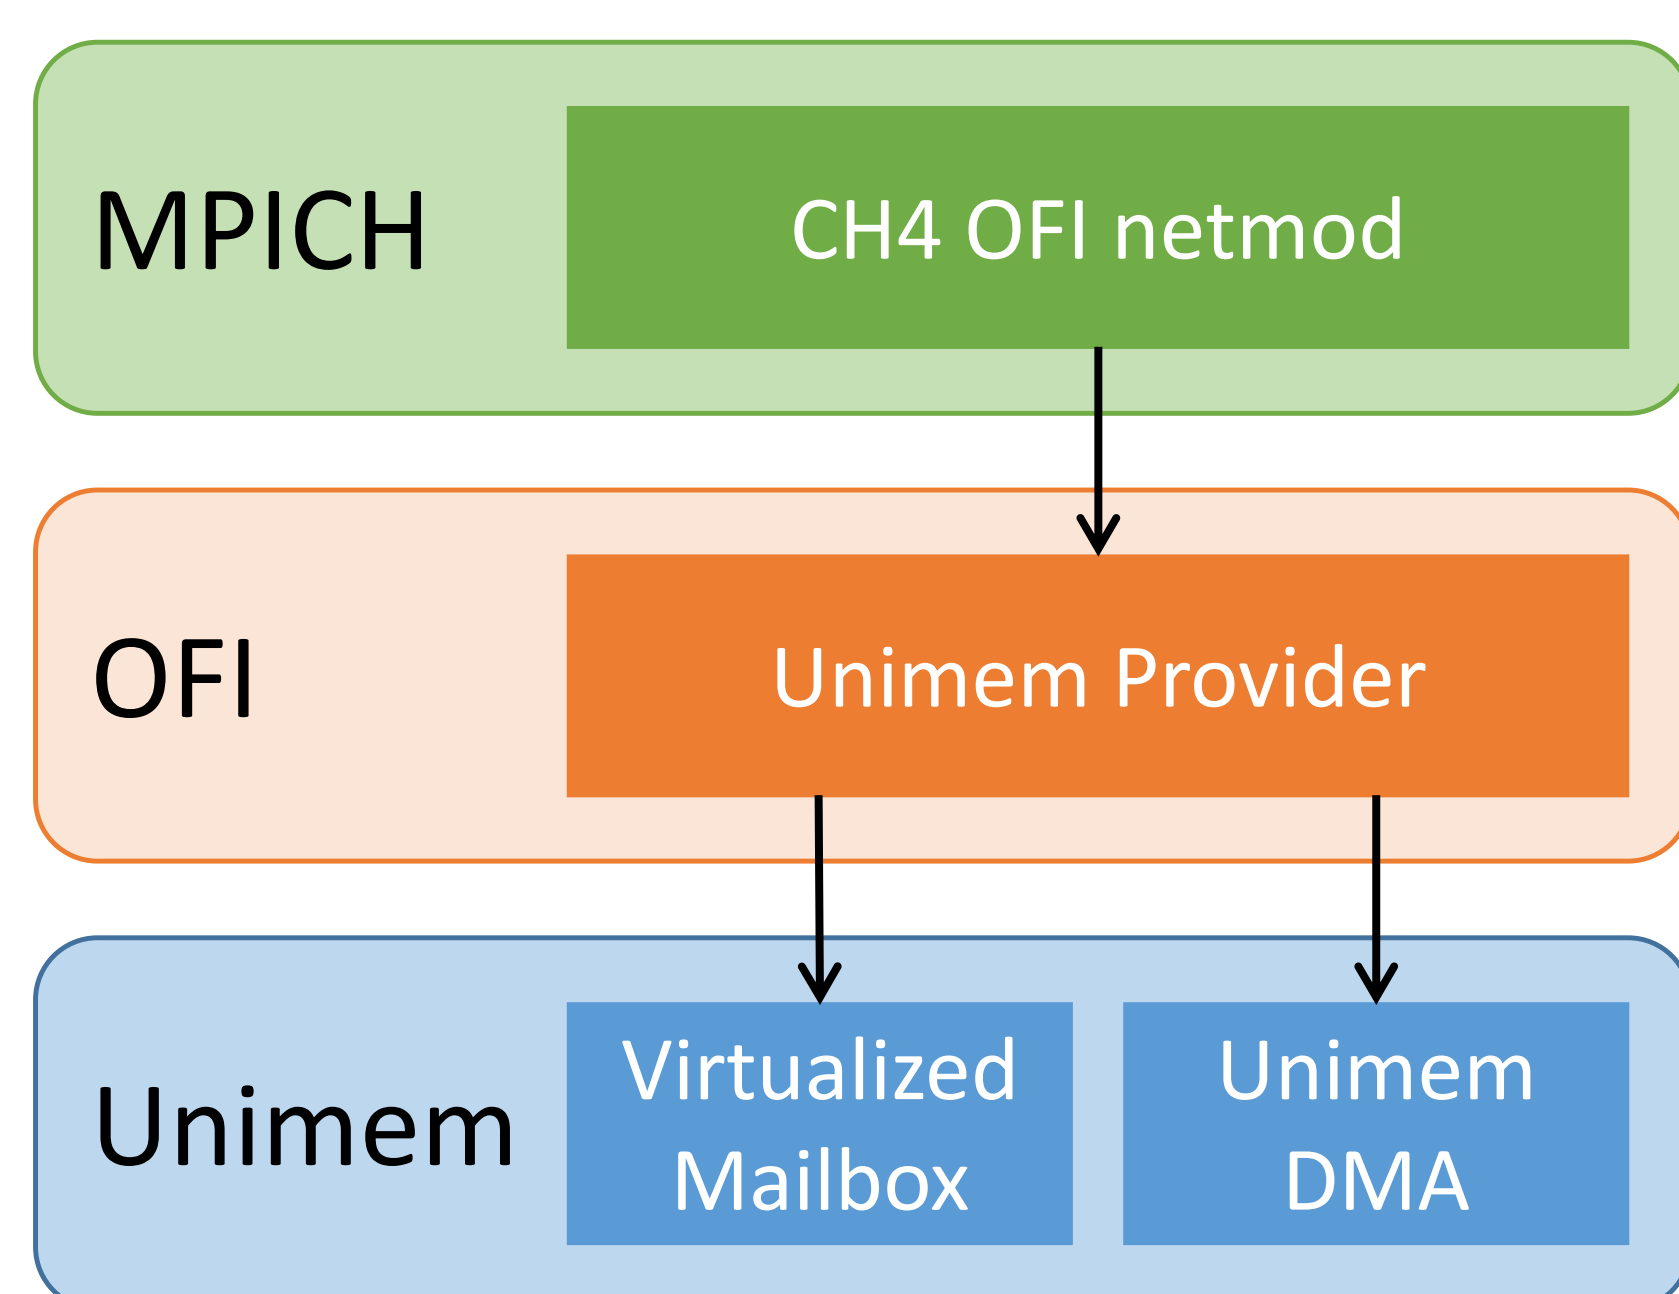 MPICH
CH4 OFI netmod
OFI
Unimem Provider
Unimem
Virtualized
Mailbox
Unimem
DMA